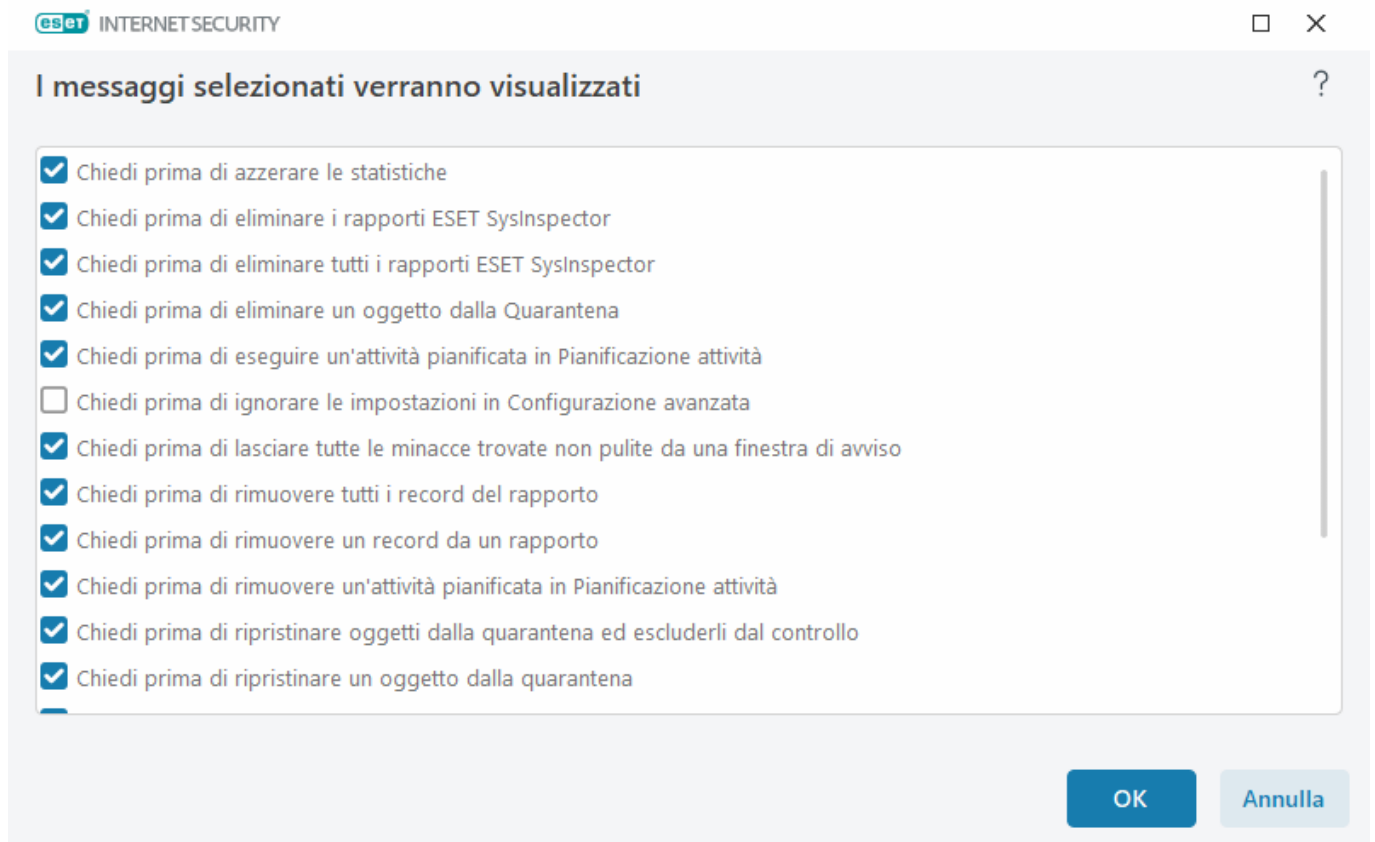 eset INTERNET SECURITY
I messaggi selezionati verranno visualizzati
?
Chiedi prima di azzerare le statistiche
Chiedi prima di eliminare i rapporti ESET SysInspector
Chiedi prima di eliminare tutti i rapporti ESET SysInspector
Chiedi prima di eliminare un oggetto dalla Quarantena
Chiedi prima di eseguire un'attività pianificata in Pianificazione attività
Chiedi prima di ignorare le impostazioni in Configurazione avanzata
Chiedi prima di lasciare tutte le minacce trovate non pulite da una finestra di avviso
Chiedi prima di rimuovere tutti i record del rapporto
Chiedi prima di rimuovere un record da un rapporto
Chiedi prima di rimuovere un'attività pianificata in Pianificazione attività
Chiedi prima di ripristinare oggetti dalla quarantena ed escluderli dal controllo
Chiedi prima di ripristinare un oggetto dalla quarantena
OK
Annulla